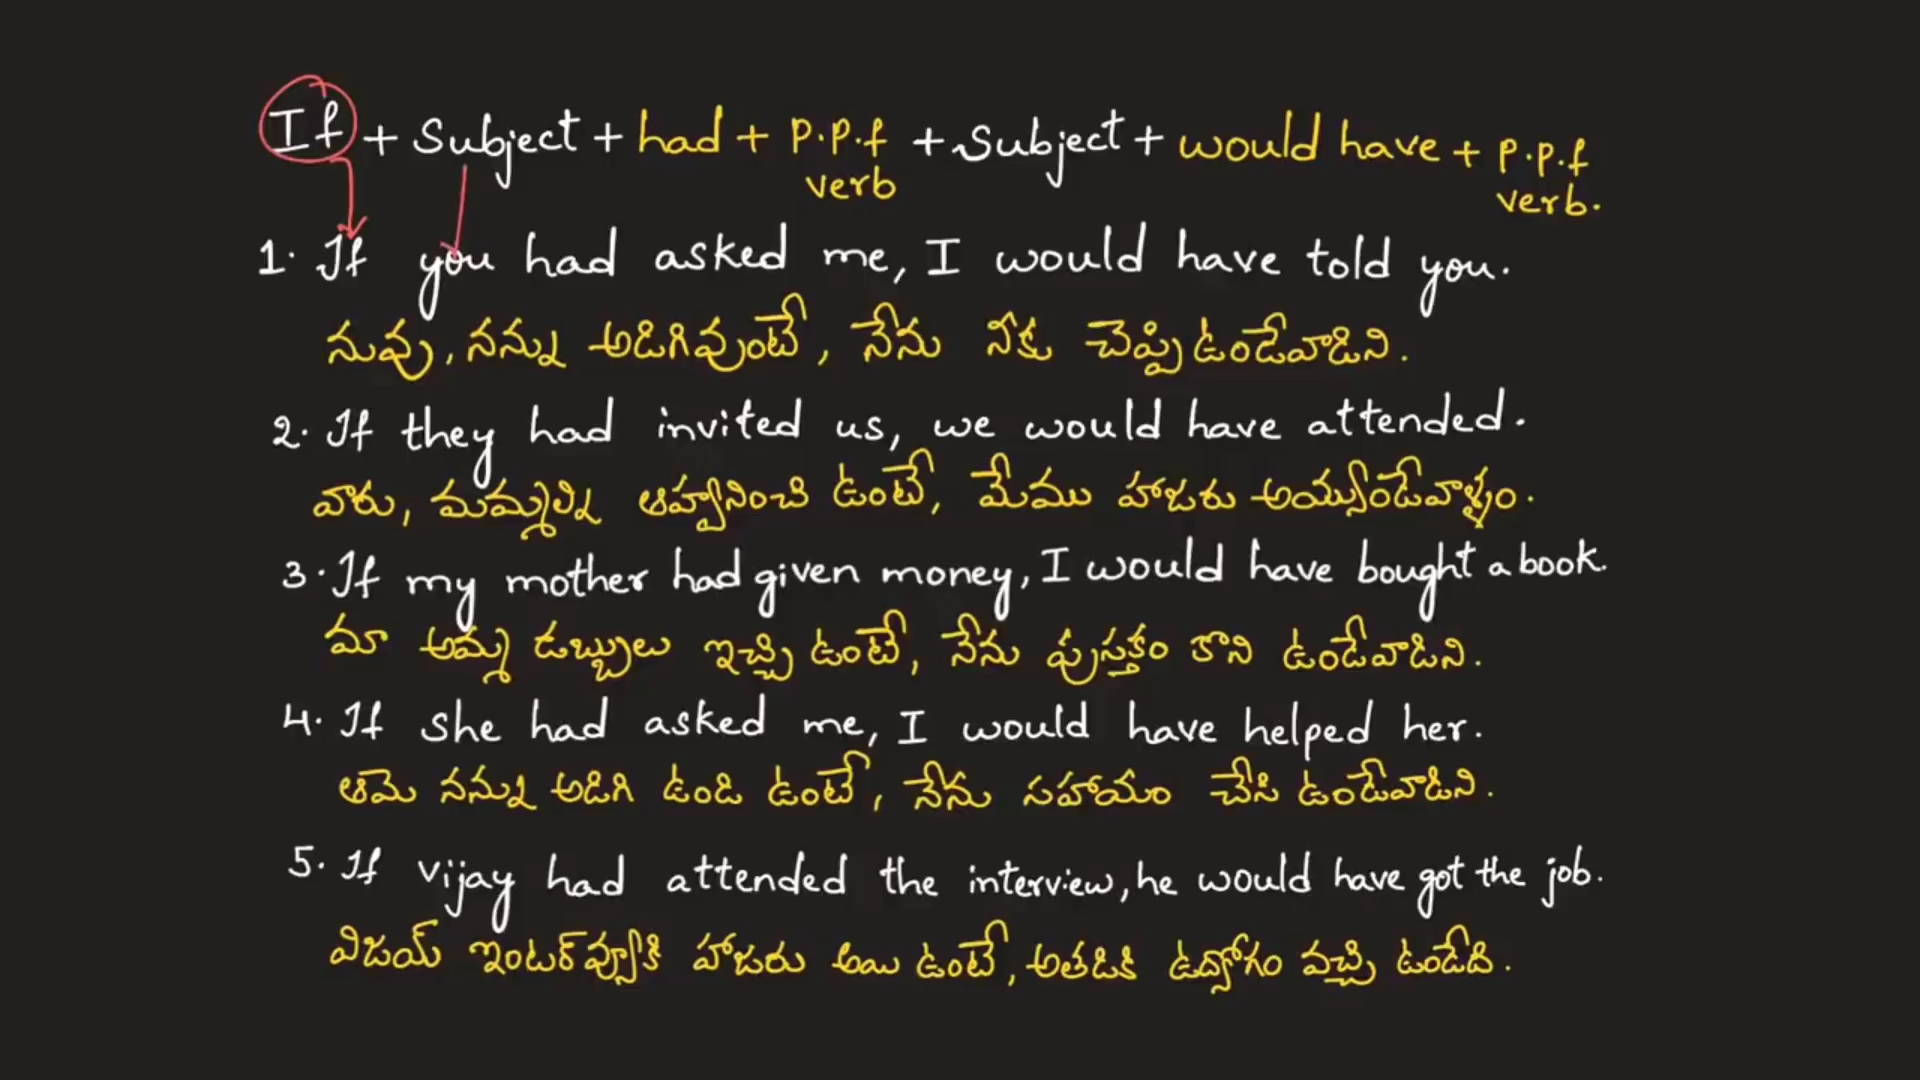 If + Subject + had + p.p.f verb + Subject + would have + p.p.f verb.
1. If you had asked me, I would have told you.
నువు, నన్ను అడిగివుంటే, నేను నీకు చెప్పి ఉండేవాడిని.
2. If they had invited us, we would have attended.
వారు, మమ్మల్ని ఆహ్వానించి ఉంటే, మేము హాజరు అయ్యుండేవాళ్ళం.
3. If my mother had given money, I would have bought a book.
మా అమ్మ డబ్బులు ఇచ్చి ఉంటే, నేను పుస్తకం కొని ఉండేవాడిని.
4. If she had asked me, I would have helped her.
ఆమె నన్ను అడిగి ఉండి ఉంటే, నేను సహాయం చేసి ఉండేవాడిని.
5. If vijay had attended the interview, he would have got the job.
విజయ్ ఇంటర్వ్యూకి హాజరు అయి ఉంటే, అతడికి ఉద్యోగం వచ్చి ఉండేది.